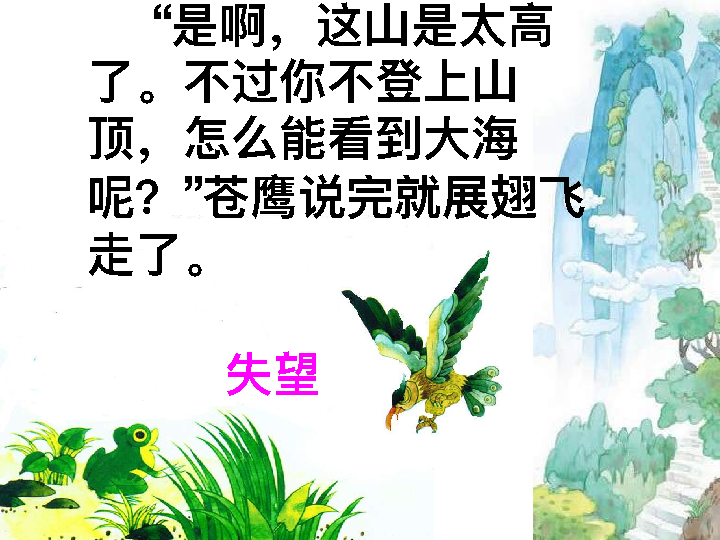 “是啊，这山是太高
了。不过你不登上山
顶，怎么能看到大海
呢？”苍鹰说完就展翅飞
走了。
失望